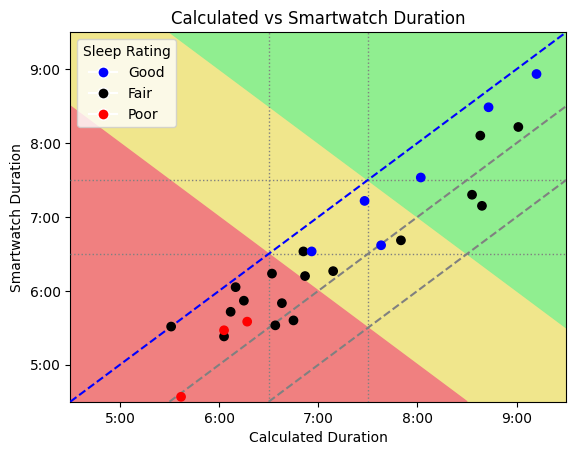 Calculated vs Smartwatch Duration
Sleep Rating
Good
Fair
Poor
9:00
8:00
7:00
6:00
5:00
Smartwatch Duration
5:00 6:00 7:00 8:00 9:00
Calculated Duration